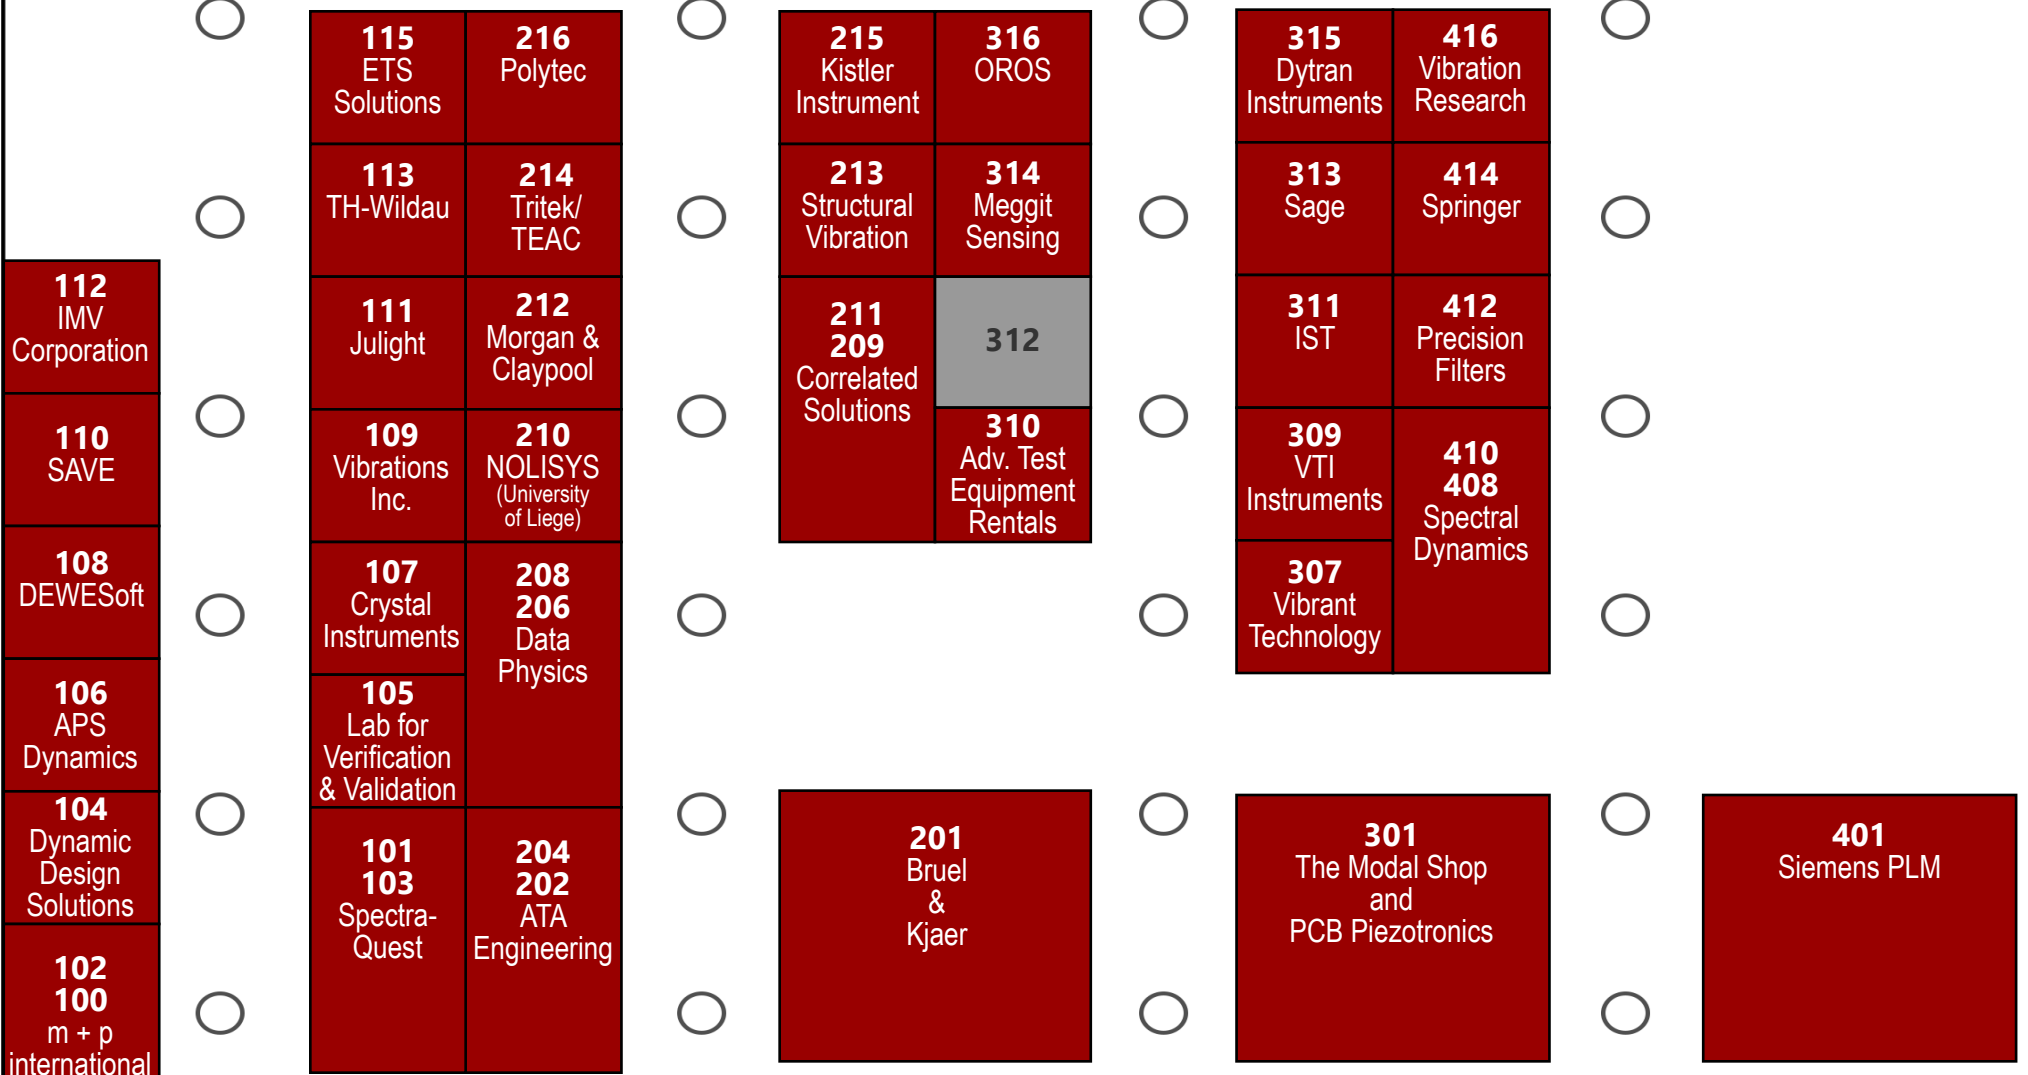 115
ETS
Solutions
216
Polytec
113
TH-Wildau
214
Tritek/
TEAC
111
Julight
212
Morgan &
Claypool
109
Vibrations
Inc.
210
NOLISYS
(University
of Liege)
107
Crystal
Instruments
208
206
Data
Physics
105
Lab for
Verification
& Validation
101
103
Spectra-
Quest
204
202
ATA
Engineering
112
IMV
Corporation
110
SAVE
108
DEWESoft
106
APS
Dynamics
104
Dynamic
Design
Solutions
102
100
m + p
international
215
Kistler
Instrument
316
OROS
213
Structural
Vibration
314
Meggit
Sensing
211
209
Correlated
Solutions
312
310
Adv. Test
Equipment
Rentals
201
Bruel
&
Kjaer
315
Dytran
Instruments
416
Vibration
Research
313
Sage
414
Springer
311
IST
412
Precision
Filters
309
VTI
Instruments
410
408
Spectral
Dynamics
307
Vibrant
Technology
301
The Modal Shop
and
PCB Piezotronics
401
Siemens PLM